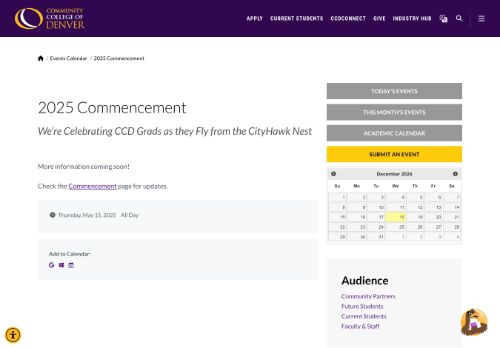 COMMUNITY
COLLEGE OF
DENVER
APPLY CURRENT STUDENTS CCDCONNECT GIVE INDUSTRY HUB
/ Events Calendar / 2025 Commencement
2025 Commencement
We're Celebrating CCD Grads as they Fly from the CityHawk Nest
More information coming soon!
Check the Commencement page for updates.
Thursday, May 15, 2025 All Day
Add to Calendar:
TODAY'S EVENTS
THIS MONTH'S EVENTS
ACADEMIC CALENDAR
SUBMIT AN EVENT
December 2024
Su Mo Tu We Th Fr Sa
1 2 3 4 5 6 7
8 9 10 11 12 13 14
15 16 17 18 19 20 21
22 23 24 25 26 27 28
29 30 31 1 2 3 4
Audience
Community Partners
Future Students
Current Students
Faculty & Staff